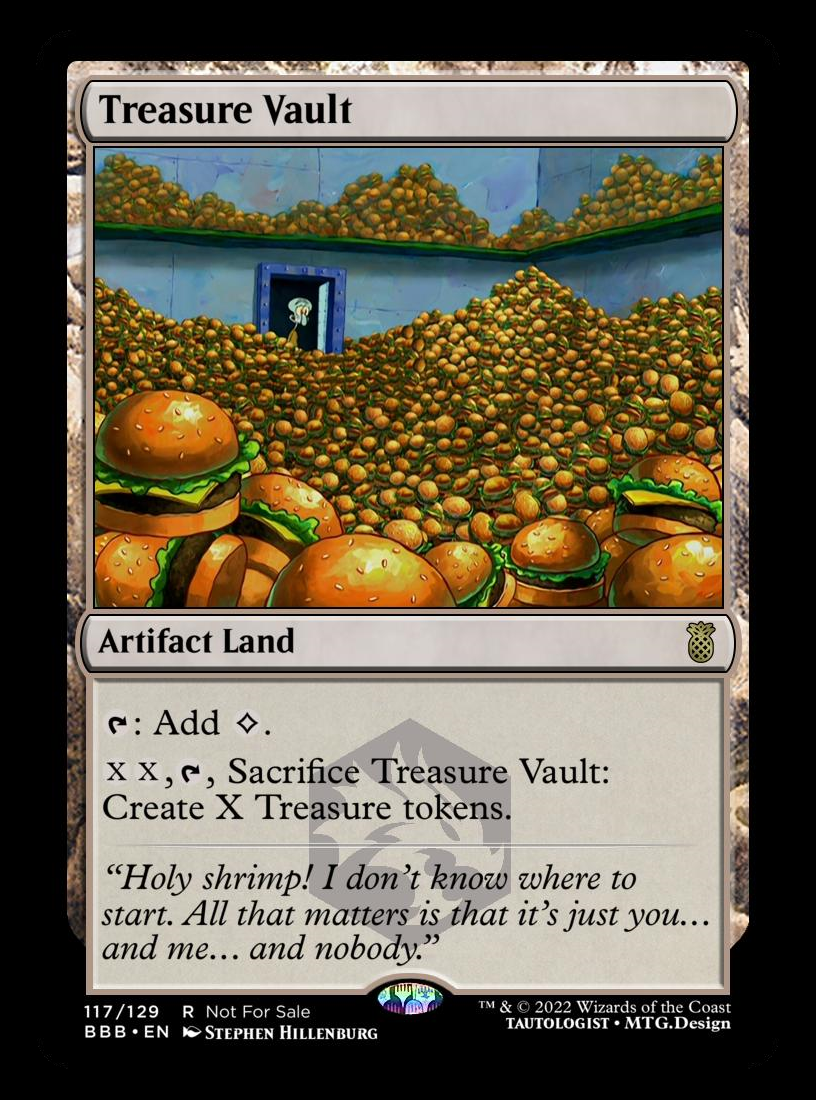 Treasure Vault
Artifact Land
: Add .
X X, , Sacrifice Treasure Vault:
Create X Treasure tokens.
“Holy shrimp! I don’t know where to
start. All that matters is that it’s just you…
and me… and nobody.”
117/129 R Not For Sale
BBB • EN STEPHEN HILLENBURG
™ & © 2022 Wizards of the Coast
TAUTOLOGIST • MTG.Design